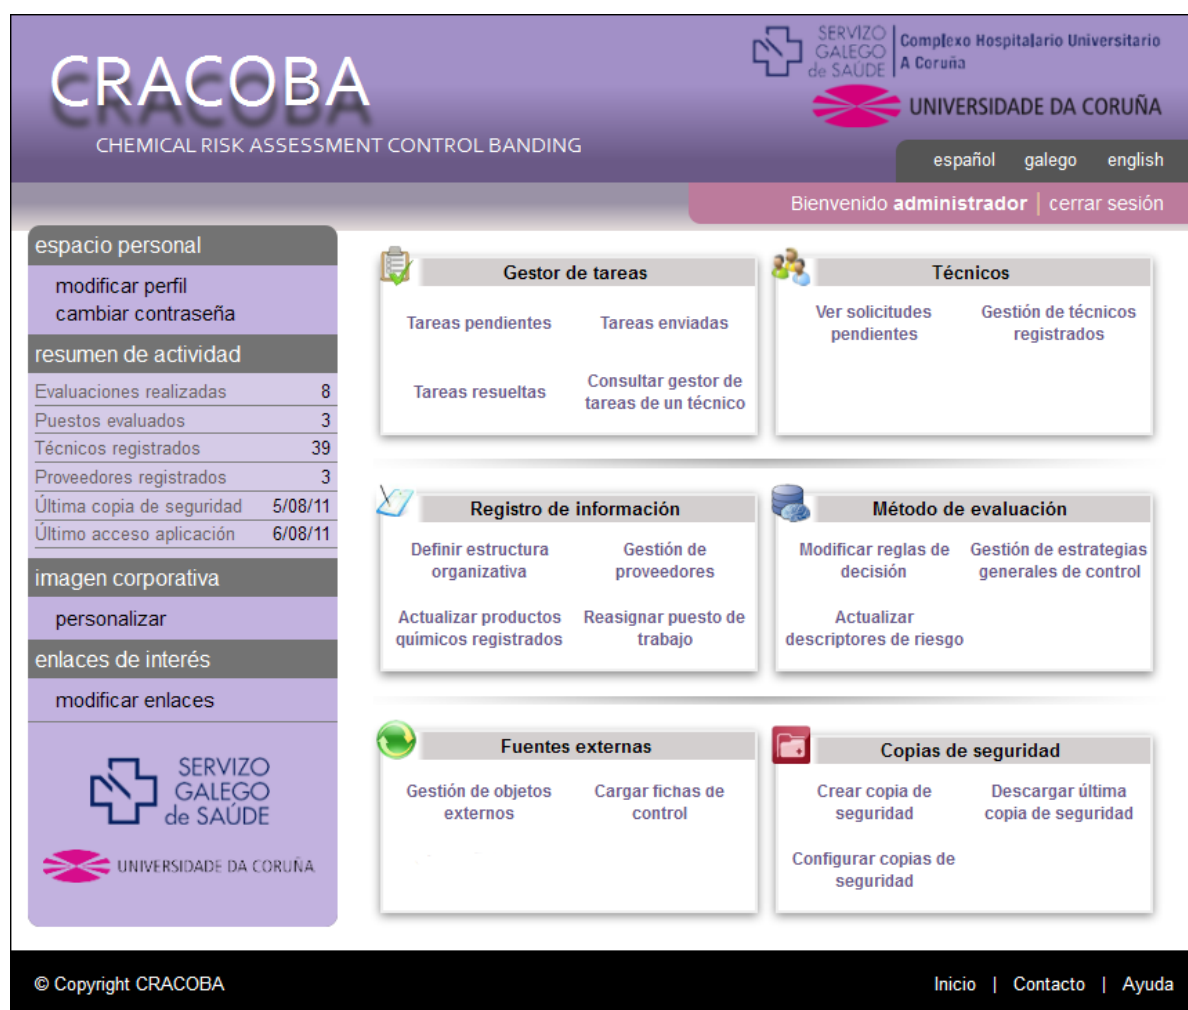 CRACOBA
CHEMICAL RISK ASSESSMENT CONTROL BANDING
SERVIZO
GALEGO
de SAÚDE
Complexo Hospitalario Universitario
A Coruña
UNIVERSIDADE DA CORUÑA
español galego english
Bienvenido administrador | cerrar sesión
espacio personal
modificar perfil
cambiar contraseña
resumen de actividad
Evaluaciones realizadas 8
Puestos evaluados 3
Técnicos registrados 39
Proveedores registrados 3
Última copia de seguridad 5/08/11
Último acceso aplicación 6/08/11
imagen corporativa
personalizar
enlaces de interés
modificar enlaces
SERVIZO
GALEGO
de SAÚDE
UNIVERSIDADE DA CORUÑA
Gestor de tareas
Tareas pendientes
Tareas enviadas
Tareas resueltas
Consultar gestor de
tareas de un técnico
Técnicos
Ver solicitudes
pendientes
Gestión de técnicos
registrados
Registro de información
Definir estructura
organizativa
Gestión de
proveedores
Actualizar productos
químicos registrados
Reasignar puesto de
trabajo
Método de evaluación
Modificar reglas de
decisión
Gestión de estrategias
generales de control
Actualizar
descriptores de riesgo
Fuentes externas
Gestión de objetos
externos
Cargar fichas de
control
Copias de seguridad
Crear copia de
seguridad
Descargar última
copia de seguridad
Configurar copias de
seguridad
© Copyright CRACOBA
Inicio | Contacto | Ayuda